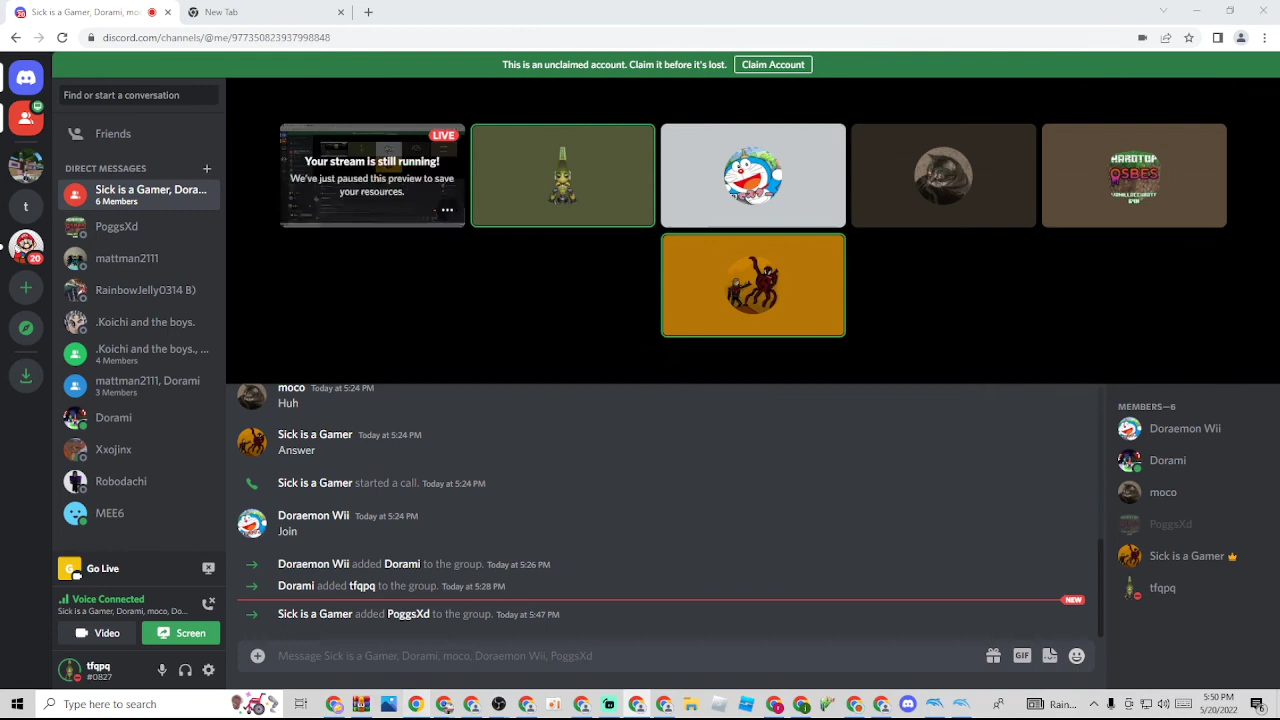 Sick is a Gamer, Dorami, mo
New Tab
discord.com/channels/@me/977350823937998848
This is an unclaimed account. Claim it before it's lost.
Claim Account
Find or start a conversation
Friends
DIRECT MESSAGES
Sick is a Gamer, Dora...
6 Members
PoggsXd
mattman2111
RainbowJelly0314 B)
.Koichi and the boys.
.Koichi and the boys., ...
4 Members
mattman2111, Dorami
3 Members
Dorami
Xxojinx
Robodachi
MEE6
t
20
Go Live
Voice Connected
Sick is a Gamer, Dorami, moco, Do...
Video
Screen
tfqpq
#0827
LIVE
Your stream is still running!
We've just paused this preview to save
your resources.
HARDTOP
OSBES
moco Today at 5:24 PM
Huh
Sick is a Gamer Today at 5:24 PM
Answer
Sick is a Gamer started a call. Today at 5:24 PM
Doraemon Wii Today at 5:24 PM
Join
Doraemon Wii added Dorami to the group. Today at 5:26 PM
Dorami added tfqpq to the group. Today at 5:28 PM
NEW
Sick is a Gamer added PoggsXd to the group. Today at 5:47 PM
Message Sick is a Gamer, Dorami, moco, Doraemon Wii, PoggsXd
GIF
MEMBERS—6
Doraemon Wii
Dorami
moco
PoggsXd
Sick is a Gamer
tfqpq
Type here to search
Rain...
5:50 PM
5/20/2022